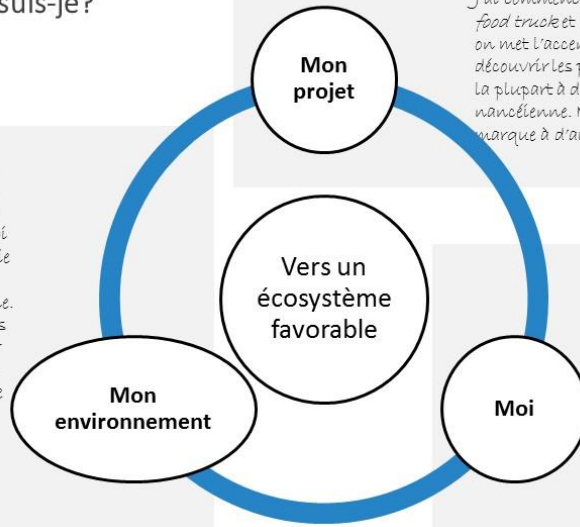 suis-je?
food truck et
on met l'accen
découvrir les p
la plupart à d
nancéienne.
marque à d'a
Mon
projet
Vers un
écosystème
favorable
Mon
environnement
Moi